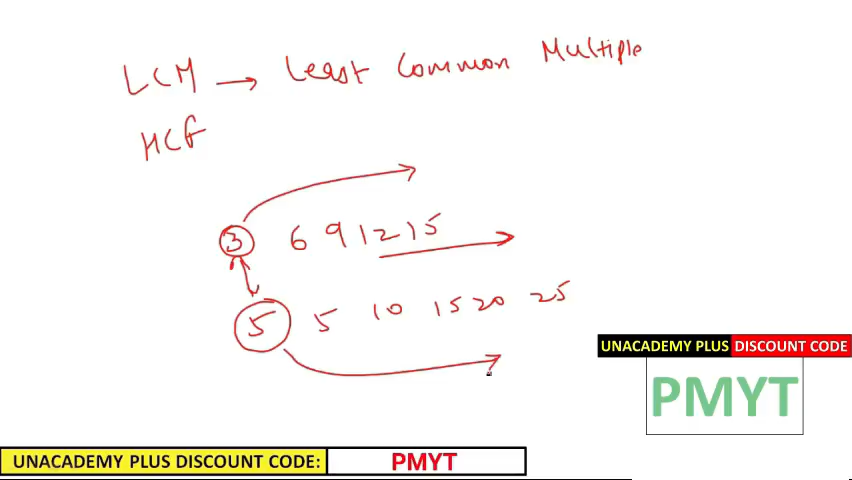 LCM → Least Common Multiple
HCF
3 6 9 12 15
5 5 10 15 20 25
UNACADEMY PLUS DISCOUNT CODE
PMYT
UNACADEMY PLUS DISCOUNT CODE: PMYT